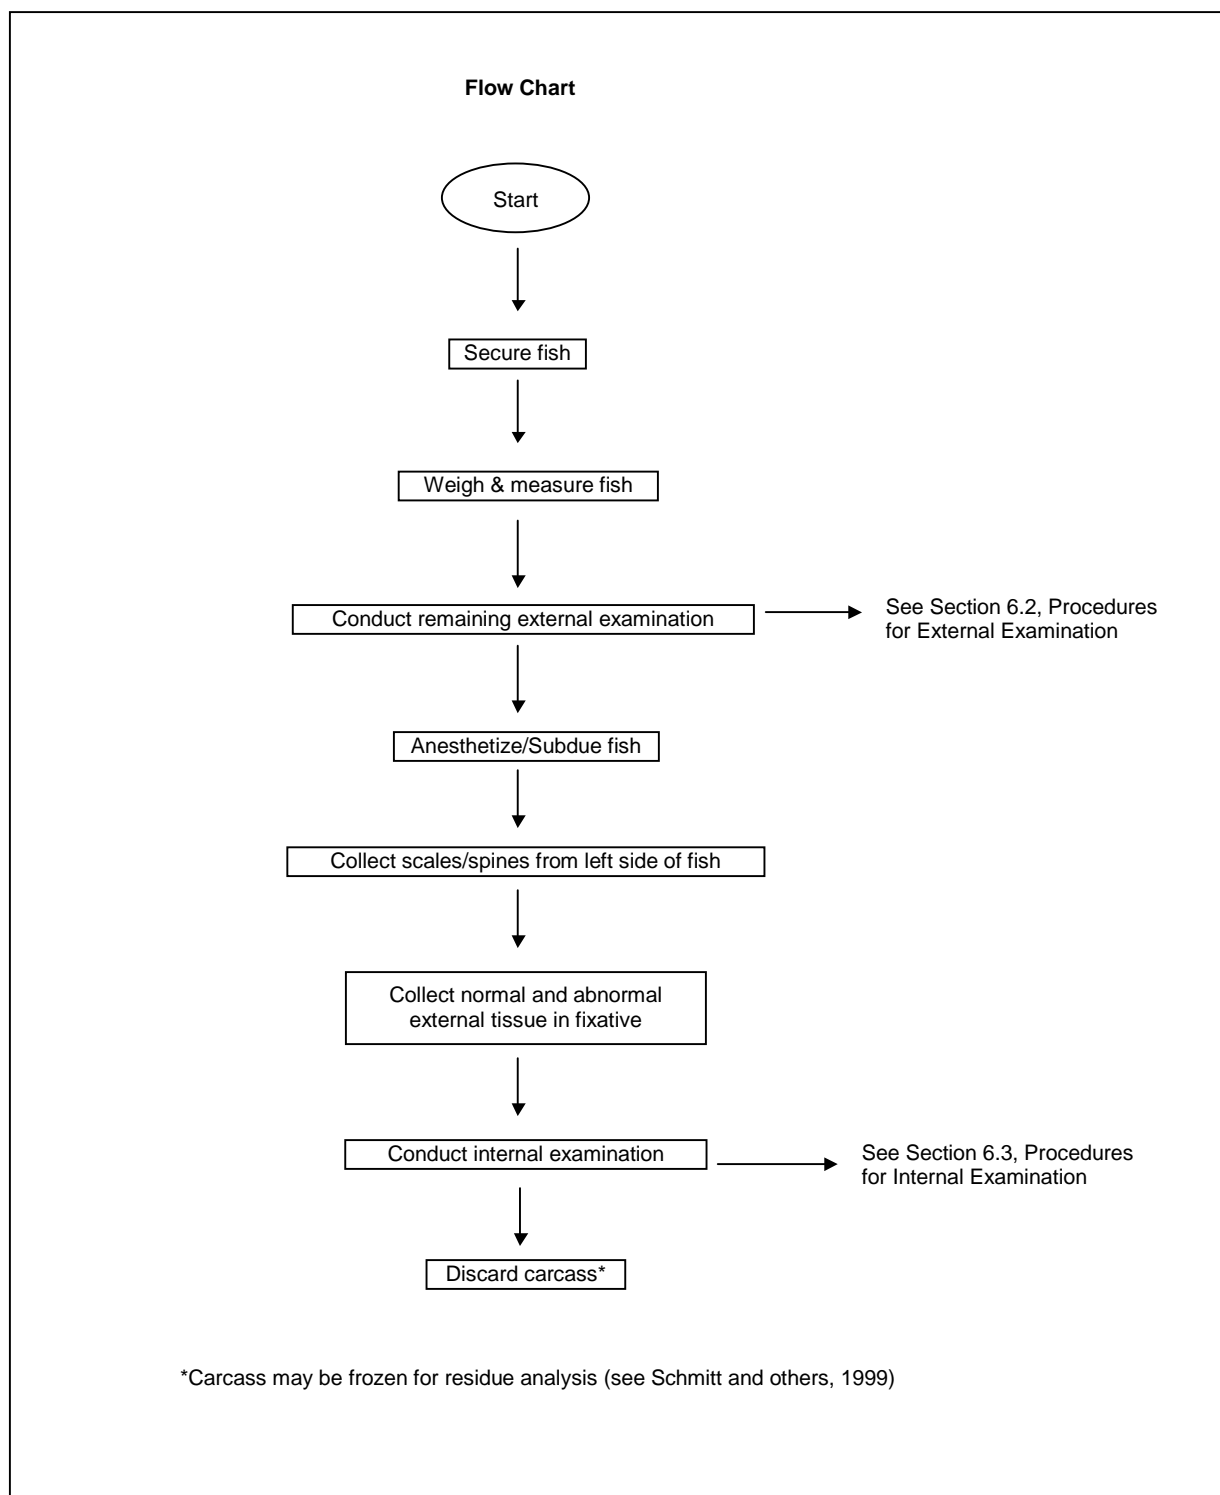 Flow Chart
Start
Secure fish
Weigh & measure fish
Conduct remaining external examination
See Section 6.2, Procedures
for External Examination
Anesthetize/Subdue fish
Collect scales/spines from left side of fish
Collect normal and abnormal
external tissue in fixative
Conduct internal examination
See Section 6.3, Procedures
for Internal Examination
Discard carcass*
*Carcass may be frozen for residue analysis (see Schmitt and others, 1999)